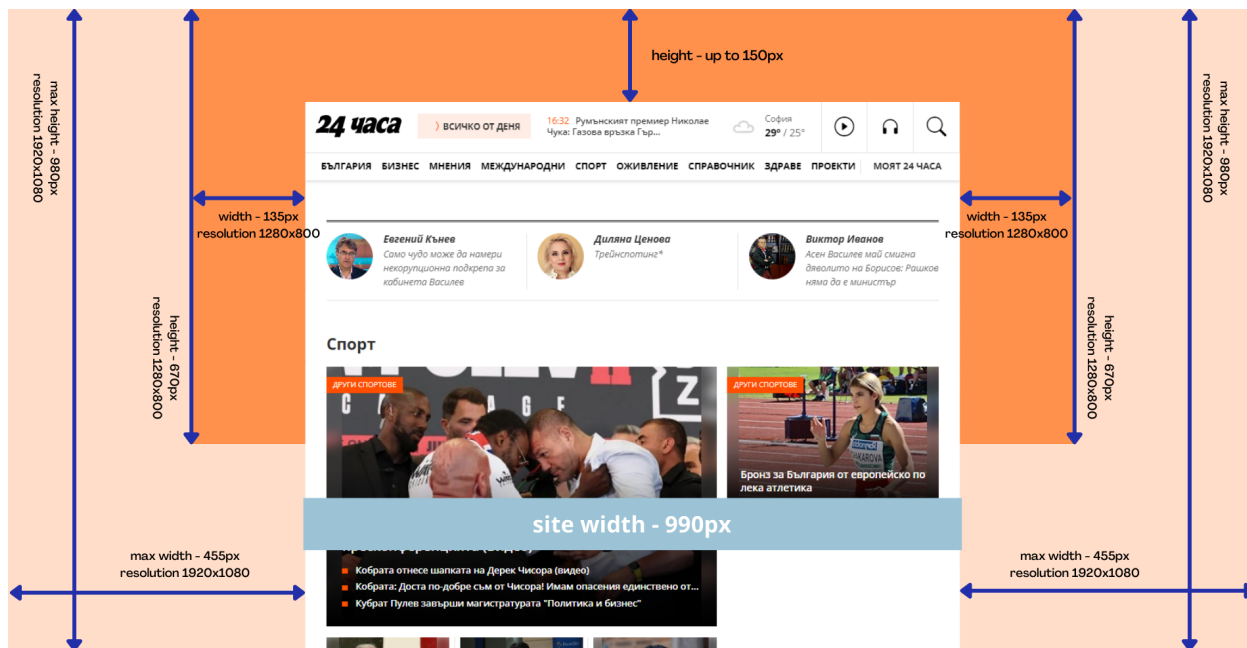 height - up to 150px
max height - 980px
resolution 1920x1080
max height - 980px
resolution 1920x1080
24 часа
⟩ ВСИЧКО ОТ ДЕНЯ
16:32 Румънският премиер Николае
Чука: Газова връзка Гър...
София
29° / 25°
БЪЛГАРИЯ БИЗНЕС МНЕНИЯ МЕЖДУНАРОДНИ СПОРТ ОЖИВЛЕНИЕ СПРАВОЧНИК ЗДРАВЕ ПРОЕКТИ МОЯТ 24 ЧАСА
width - 135px
resolution 1280x800
width - 135px
resolution 1280x800
Евгений Кънев
Само чудо може да намери
некорупционна подкрепа за
кабинета Василев
Диляна Ценова
Трейнспотинг*
Виктор Иванов
Асен Василев май смигна
дяволито на Борисов: Рашков
няма да е министър
height - 670px
resolution 1280x800
height - 670px
resolution 1280x800
Спорт
ДРУГИ СПОРТОВЕ
ДРУГИ СПОРТОВЕ
C A
A G E
Z
Бронз за България от европейско по
лека атлетика
site width - 990px
max width - 455px
resolution 1920x1080
max width - 455px
resolution 1920x1080
Кобрата отнесе шапката на Дерек Чисора (видео)
Кобрата: Доста по-добре съм от Чисора! Имам опасения единствено от...
Кубрат Пулев завърши магистратурата "Политика и бизнес"